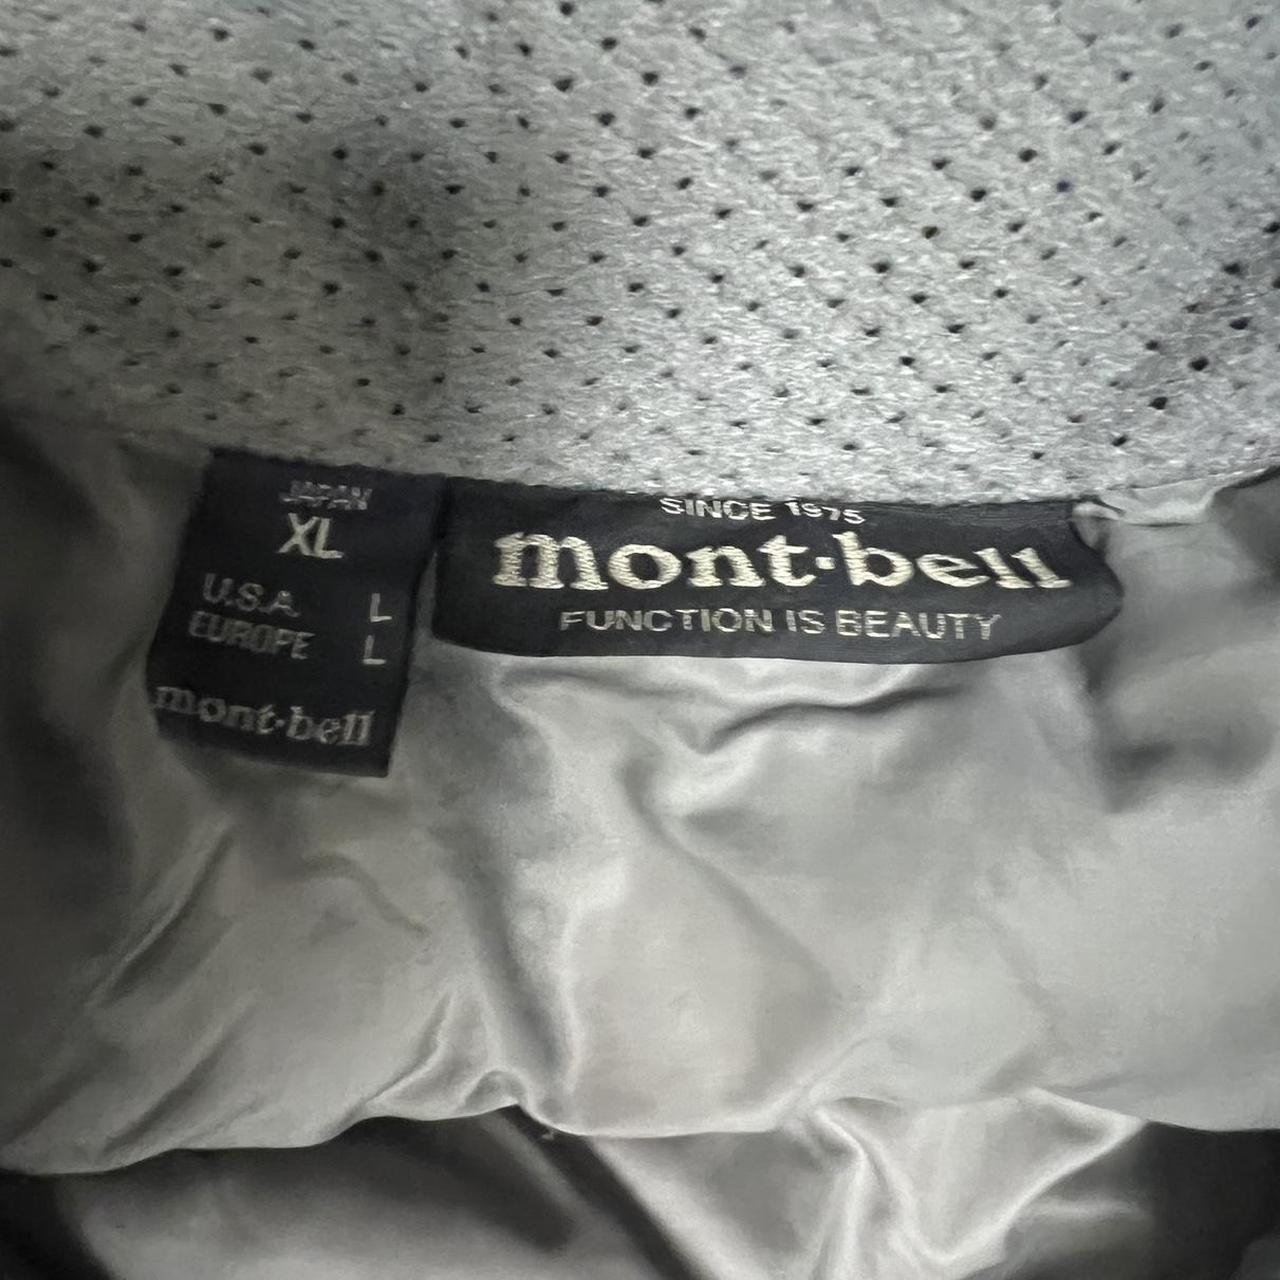 JAPAN
XL
U.S.A. L
EUROPE L
mont·bell
SINCE 1975
mont·bell
FUNCTION IS BEAUTY